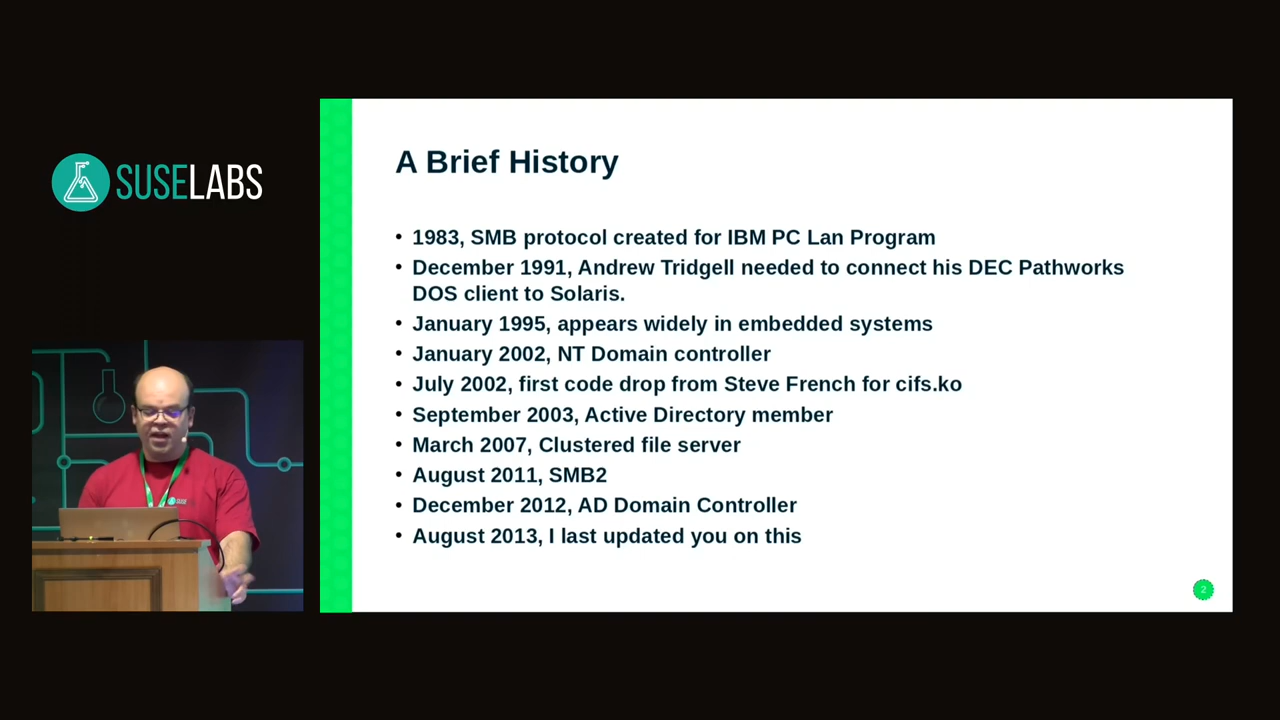 SUSELABS
A Brief History
• 1983, SMB protocol created for IBM PC Lan Program
• December 1991, Andrew Tridgell needed to connect his DEC Pathworks
DOS client to Solaris.
• January 1995, appears widely in embedded systems
• January 2002, NT Domain controller
• July 2002, first code drop from Steve French for cifs.ko
• September 2003, Active Directory member
• March 2007, Clustered file server
• August 2011, SMB2
• December 2012, AD Domain Controller
• August 2013, I last updated you on this
2